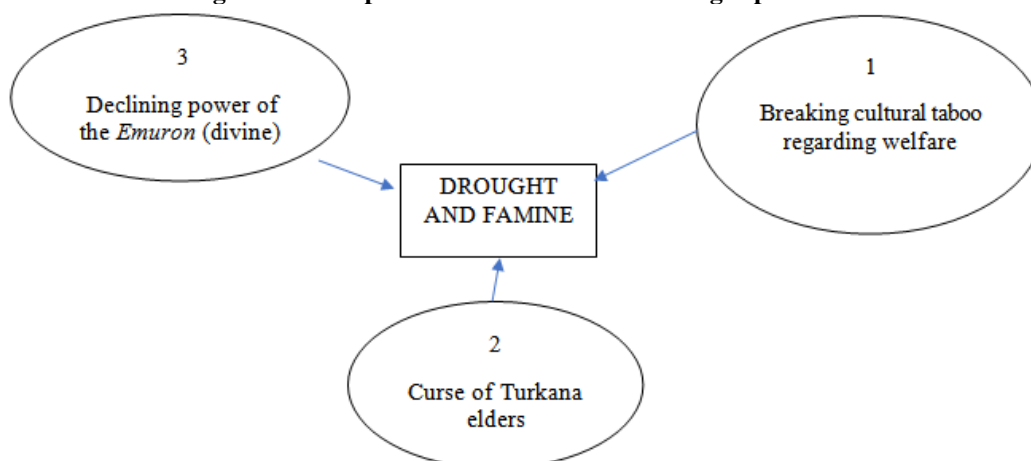 3
Declining power of
the Emuron (divine)
1
Breaking cultural taboo
regarding welfare
DROUGHT
AND FAMINE
2
Curse of Turkana
elders